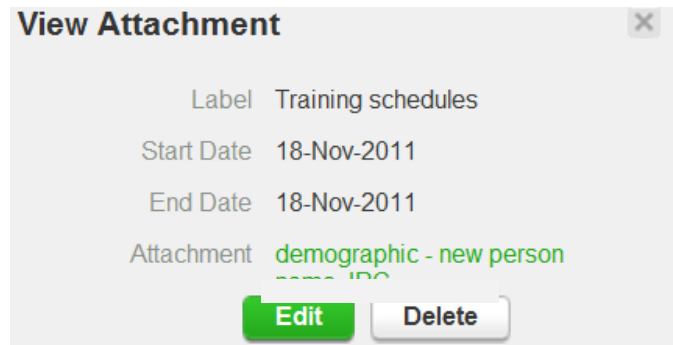 View Attachment
Label Training schedules
Start Date 18-Nov-2011
End Date 18-Nov-2011
Attachment demographic - new person
Edit Delete